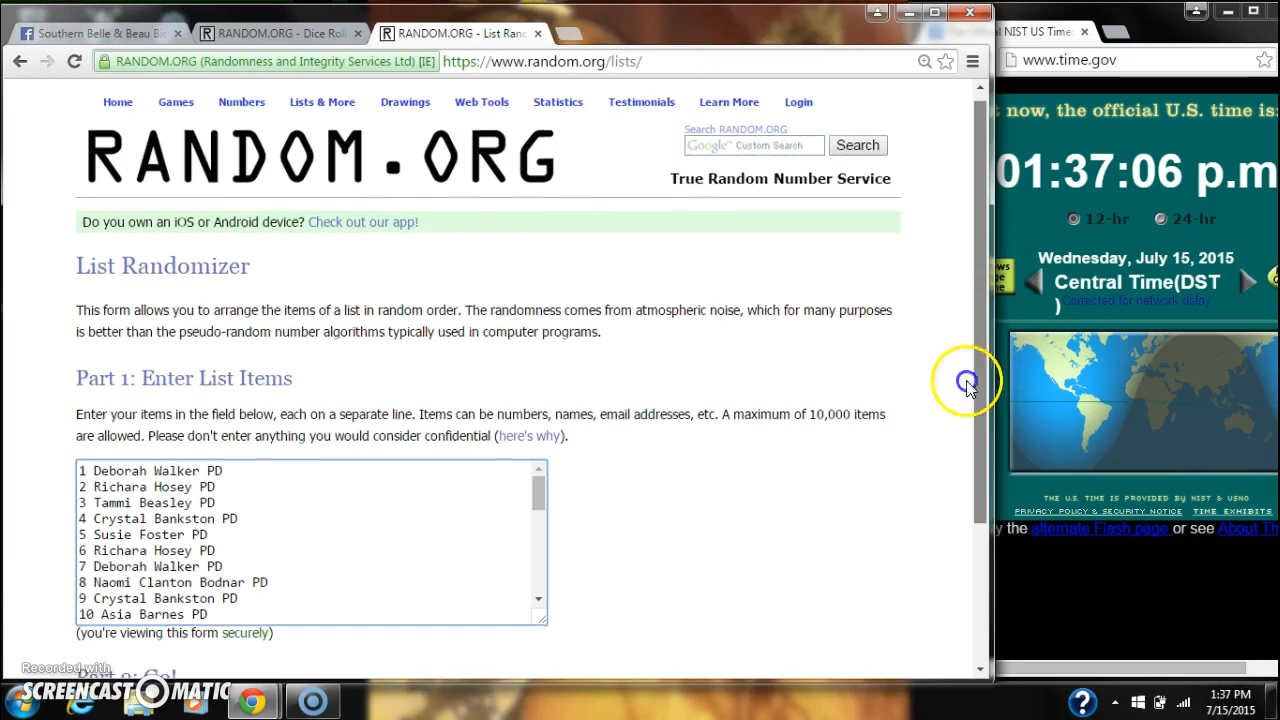 Southern Belle & Beau Bi
RANDOM.ORG - Dice Roll
RANDOM.ORG - List Ran
NIST US Time
RANDOM.ORG (Randomness and Integrity Services Ltd) [IE]
https://www.random.org/lists/
www.time.gov
Home Games Numbers Lists & More Drawings Web Tools Statistics Testimonials Learn More Login
RANDOM.ORG
Search RANDOM.ORG
Google™ Custom Search
Search
True Random Number Service
Do you own an iOS or Android device? Check out our app!
List Randomizer
This form allows you to arrange the items of a list in random order. The randomness comes from atmospheric noise, which for many purposes
is better than the pseudo-random number algorithms typically used in computer programs.
Part 1: Enter List Items
Enter your items in the field below, each on a separate line. Items can be numbers, names, email addresses, etc. A maximum of 10,000 items
are allowed. Please don't enter anything you would consider confidential (here's why).
1 Deborah Walker PD
2 Richara Hosey PD
3 Tammi Beasley PD
4 Crystal Bankston PD
5 Susie Foster PD
6 Richara Hosey PD
7 Deborah Walker PD
8 Naomi Clanton Bodnar PD
9 Crystal Bankston PD
10 Asia Barnes PD
(you're viewing this form securely)
Part 2: Go!
now, the official U.S. time is:
01:37:06 p.m
12-hr 24-hr
Wednesday, July 15, 2015
Central Time(DST
)
Corrected for network delay
THE U.S. TIME IS PROVIDED BY NIST & USNO
PRIVACY POLICY & SECURITY NOTICE TIME EXHIBITS
y the alternate Flash page or see About Th
Recorded with
SCREENCAST MATIC
1:37 PM
7/15/2015